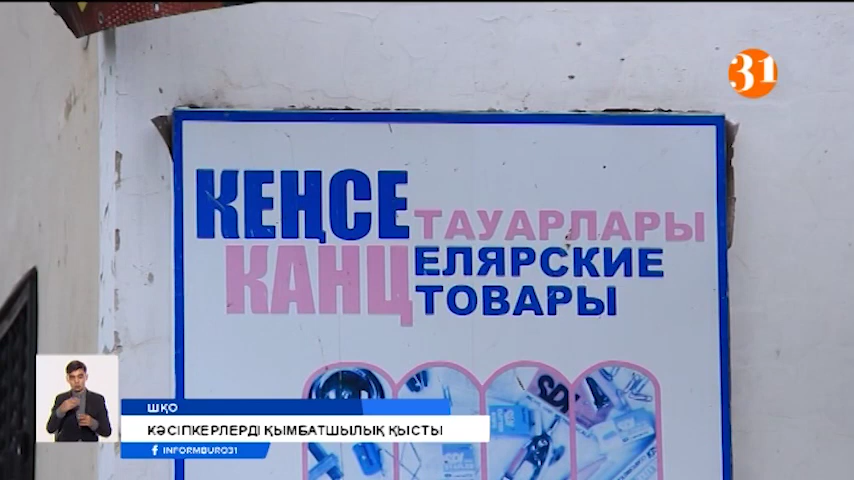 31
КЕҢСЕ ТАУАРЛАРЫ
КАНЦЕЛЯРСКИЕ
ТОВАРЫ
ШҚО
КӘСІПКЕРЛЕРДІ ҚЫМБАТШЫЛЫҚ ҚЫСТЫ
INFORMBURO31